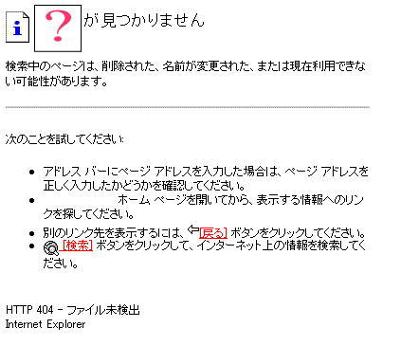 ?が見つかりません
検索中のページは、削除された、名前が変更された、または現在利用できな
い可能性があります。
次のことを試してください:
アドレス バーにページ アドレスを入力した場合は、ページ アドレスを
正しく入力したかどうかを確認してください。
ホーム ページを開いてから、表示する情報へのリン
クを探してください。
別のリンク先を表示するには、[戻る] ボタンをクリックしてください。
[検索] ボタンをクリックして、インターネット上の情報を検索してく
ださい。
HTTP 404 - ファイル未検出
Internet Explorer